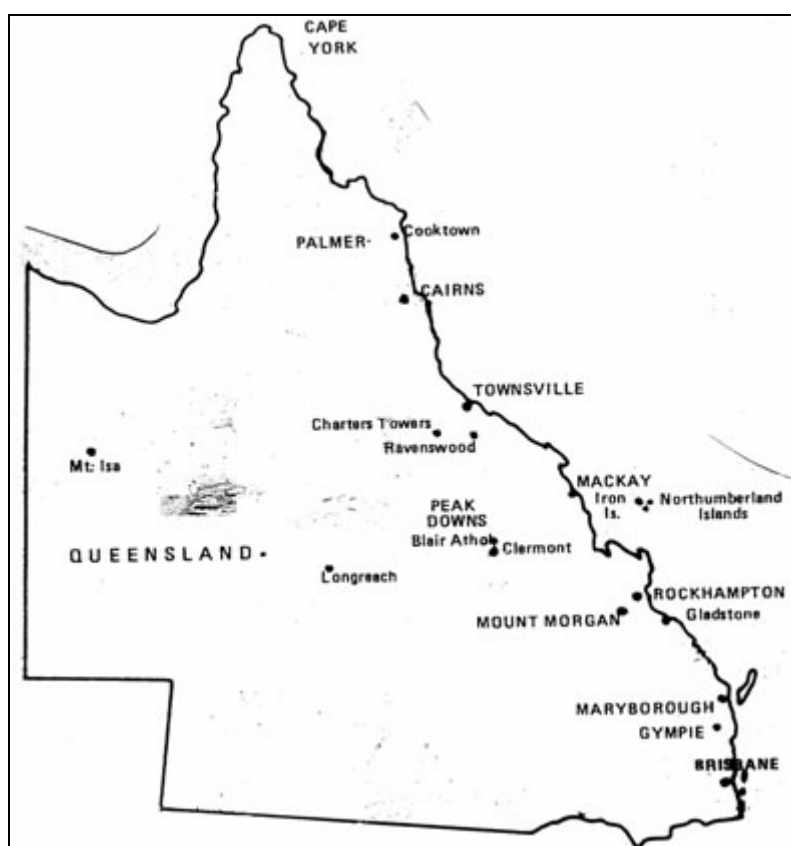 CAPE
YORK
PALMER-
Cooktown
CAIRNS
TOWNSVILLE
Charters Towers
Ravenswood
Mt. Isa
MACKAY
Iron
Is.
Northumberland
Islands
PEAK
DOWNS
Blair Athol
Clermont
QUEENSLAND
Longreach
ROCKHAMPTON
MOUNT MORGAN
Gladstone
MARYBOROUGH
GYMPIE
BRISBANE